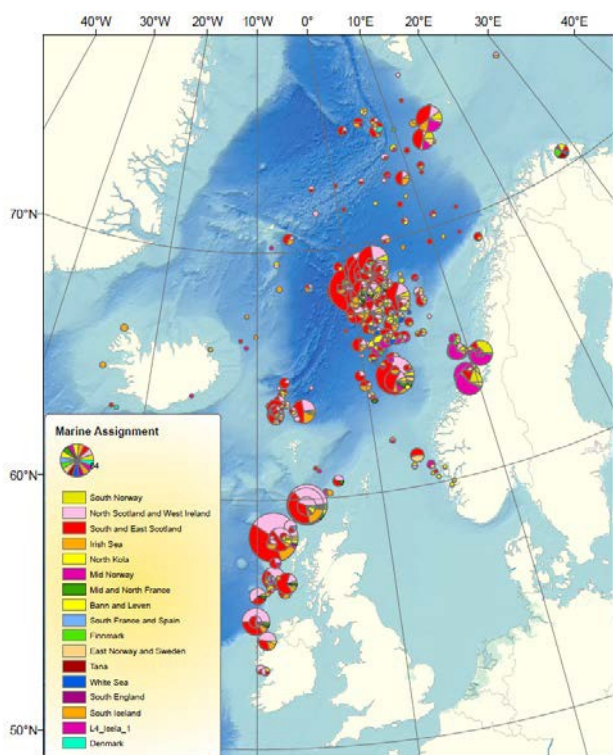 40°W 30°W 20°W 10°W 0° 10°E 20°E 30°E 40°E
70°N
60°N
50°N
Marine Assignment
64
South Norway
North Scotland and West Ireland
South and East Scotland
Irish Sea
North Kola
Mid Norway
Mid and North France
Bann and Leven
South France and Spain
Finnmark
East Norway and Sweden
Tana
White Sea
South England
South Iceland
L4_Icela_1
Denmark